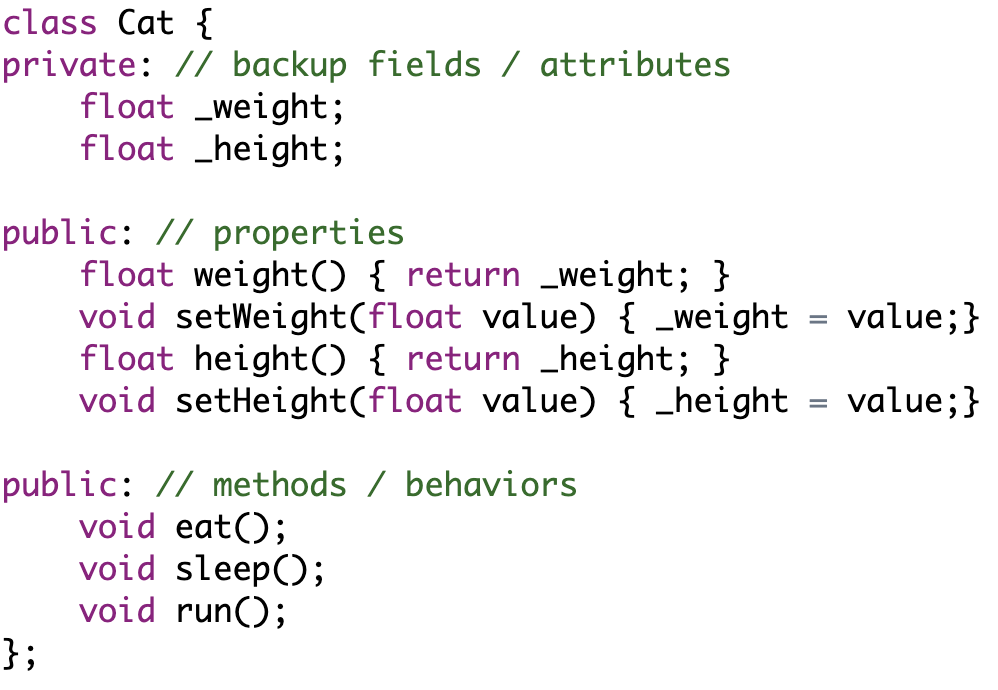 class Cat {
private: // backup fields / attributes
    float _weight;
    float _height;

public: // properties
    float weight() { return _weight; }
    void setWeight(float value) { _weight = value;}
    float height() { return _height; }
    void setHeight(float value) { _height = value;}

public: // methods / behaviors
    void eat();
    void sleep();
    void run();
};